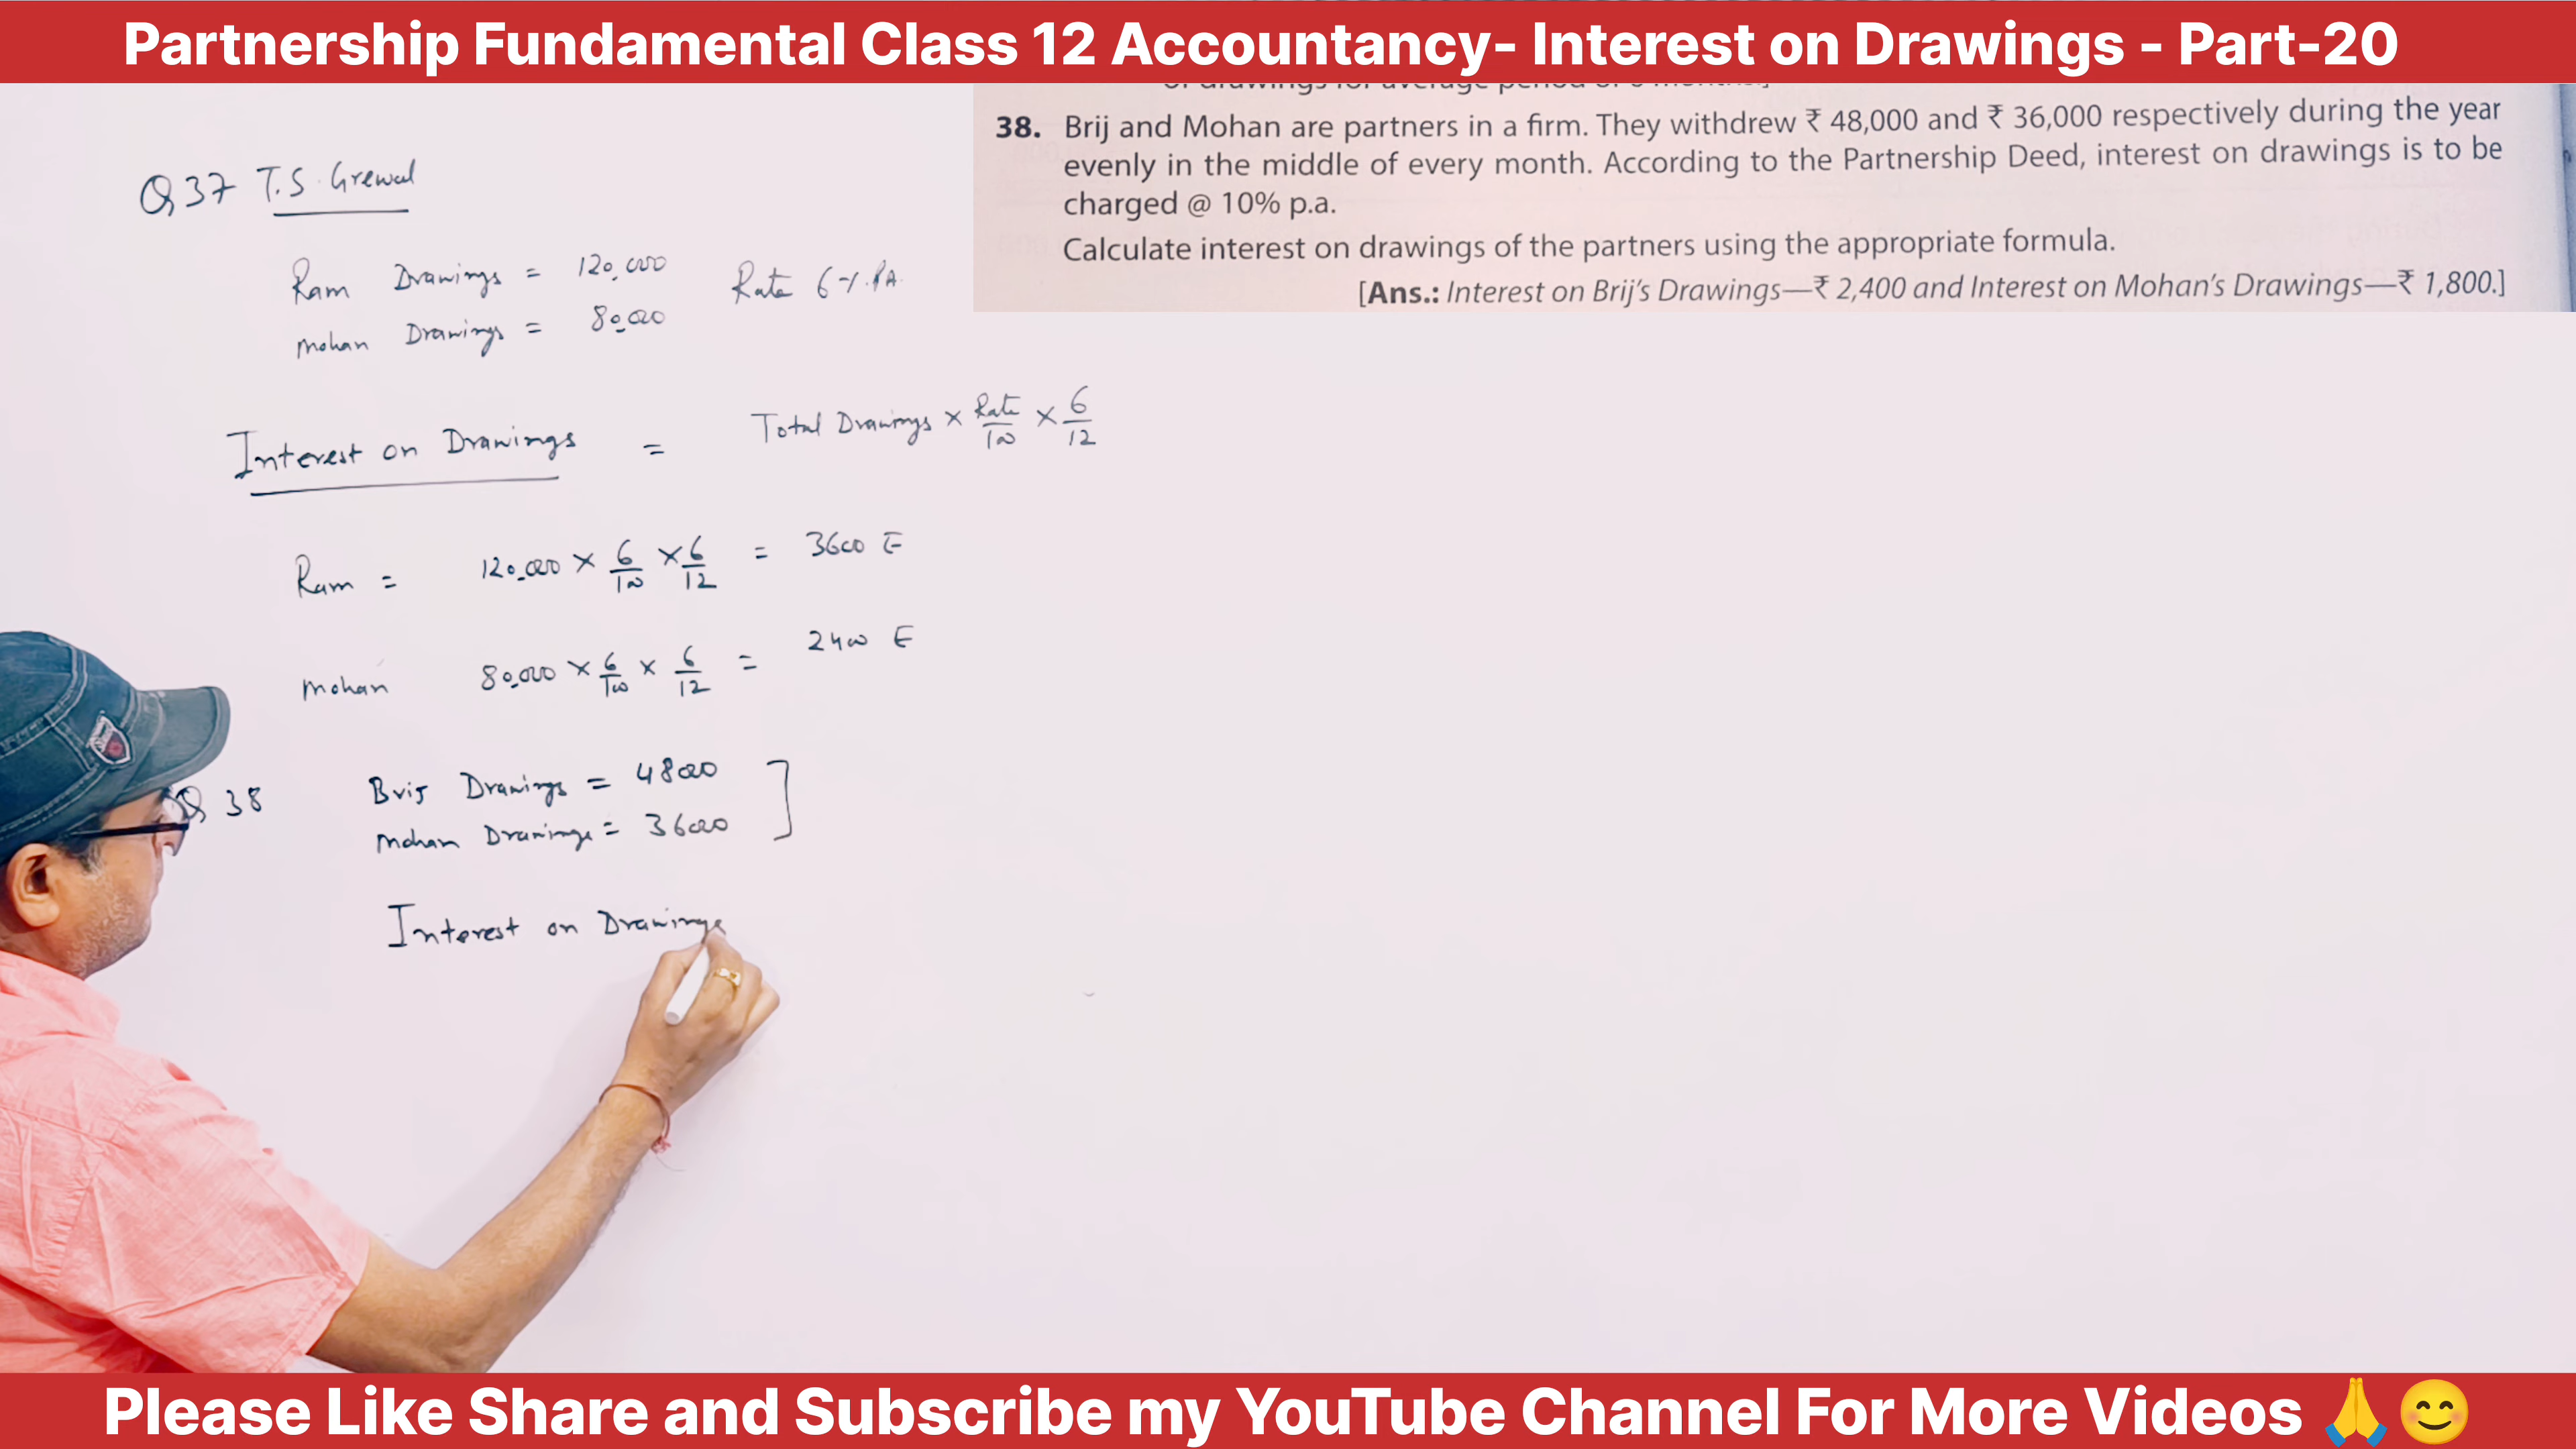 Partnership Fundamental Class 12 Accountancy- Interest on Drawings - Part-20
38. Brij and Mohan are partners in a firm. They withdrew ₹ 48,000 and ₹ 36,000 respectively during the year
evenly in the middle of every month. According to the Partnership Deed, interest on drawings is to be
charged @ 10% p.a.
Calculate interest on drawings of the partners using the appropriate formula.
[Ans.: Interest on Brij's Drawings—₹ 2,400 and Interest on Mohan's Drawings—₹ 1,800.]
Q 37 T.S. Grewal
Ram Drawings = 120,000 Rate 6% PA.
Mohan Drawings = 80,000
Interest on Drawings = Total Drawings × Rate/100 × 6/12
Ram = 120,000 × 6/100 × 6/12 = 3600 E
Mohan 80,000 × 6/100 × 6/12 = 2400 E
Q 38 Brij Drawings = 48000 ]
Mohan Drawings = 36000
Interest on Drawings
Please Like Share and Subscribe my YouTube Channel For More Videos 🙏😊